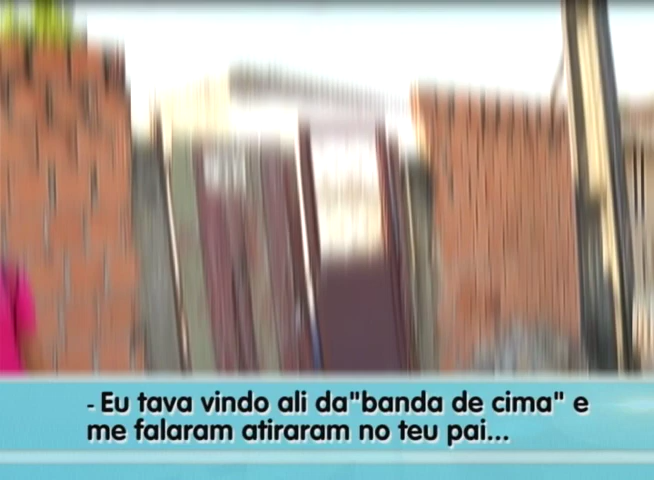 - Eu tava vindo ali da"banda de cima" e
me falaram atiraram no teu pai...